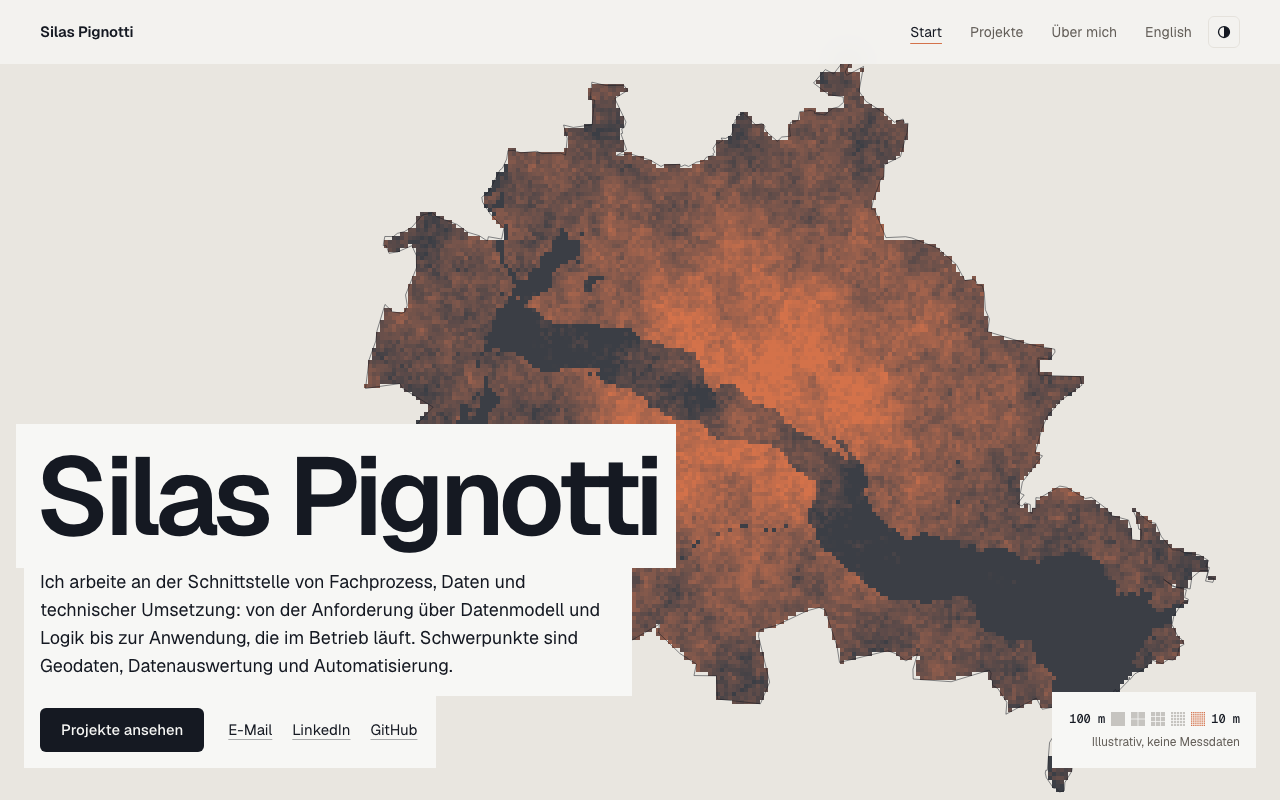 Silas Pignotti
Start
Projekte
Über mich
English
Silas Pignotti
Ich arbeite an der Schnittstelle von Fachprozess, Daten und
technischer Umsetzung: von der Anforderung über Datenmodell und
Logik bis zur Anwendung, die im Betrieb läuft. Schwerpunkte sind
Geodaten, Datenauswertung und Automatisierung.
Projekte ansehen
E-Mail
LinkedIn
GitHub
100 m 10 m
Illustrativ, keine Messdaten